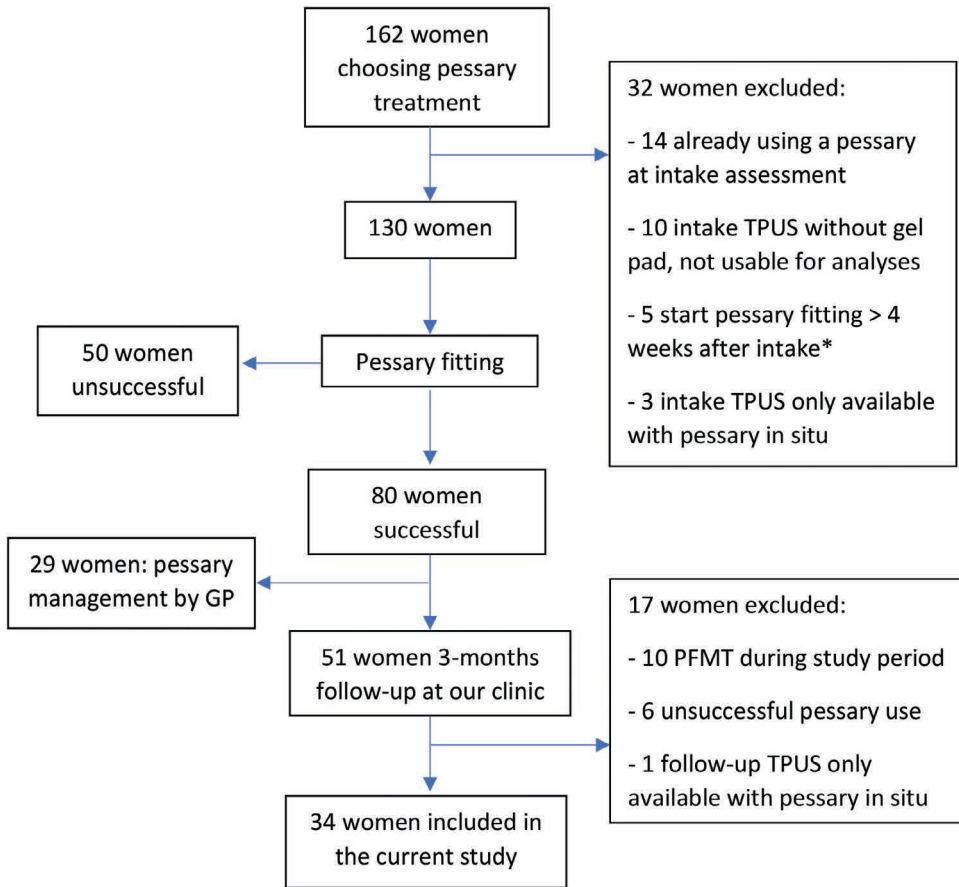 162 women
choosing pessary
treatment
32 women excluded:
- 14 already using a pessary
at intake assessment
- 10 intake TPUS without gel
pad, not usable for analyses
- 5 start pessary fitting > 4
weeks after intake*
- 3 intake TPUS only available
with pessary in situ
130 women
50 women
unsuccessful
Pessary fitting
80 women
successful
29 women: pessary
management by GP
51 women 3-months
follow-up at our clinic
17 women excluded:
- 10 PFMT during study period
- 6 unsuccessful pessary use
- 1 follow-up TPUS only
available with pessary in situ
34 women included in
the current study